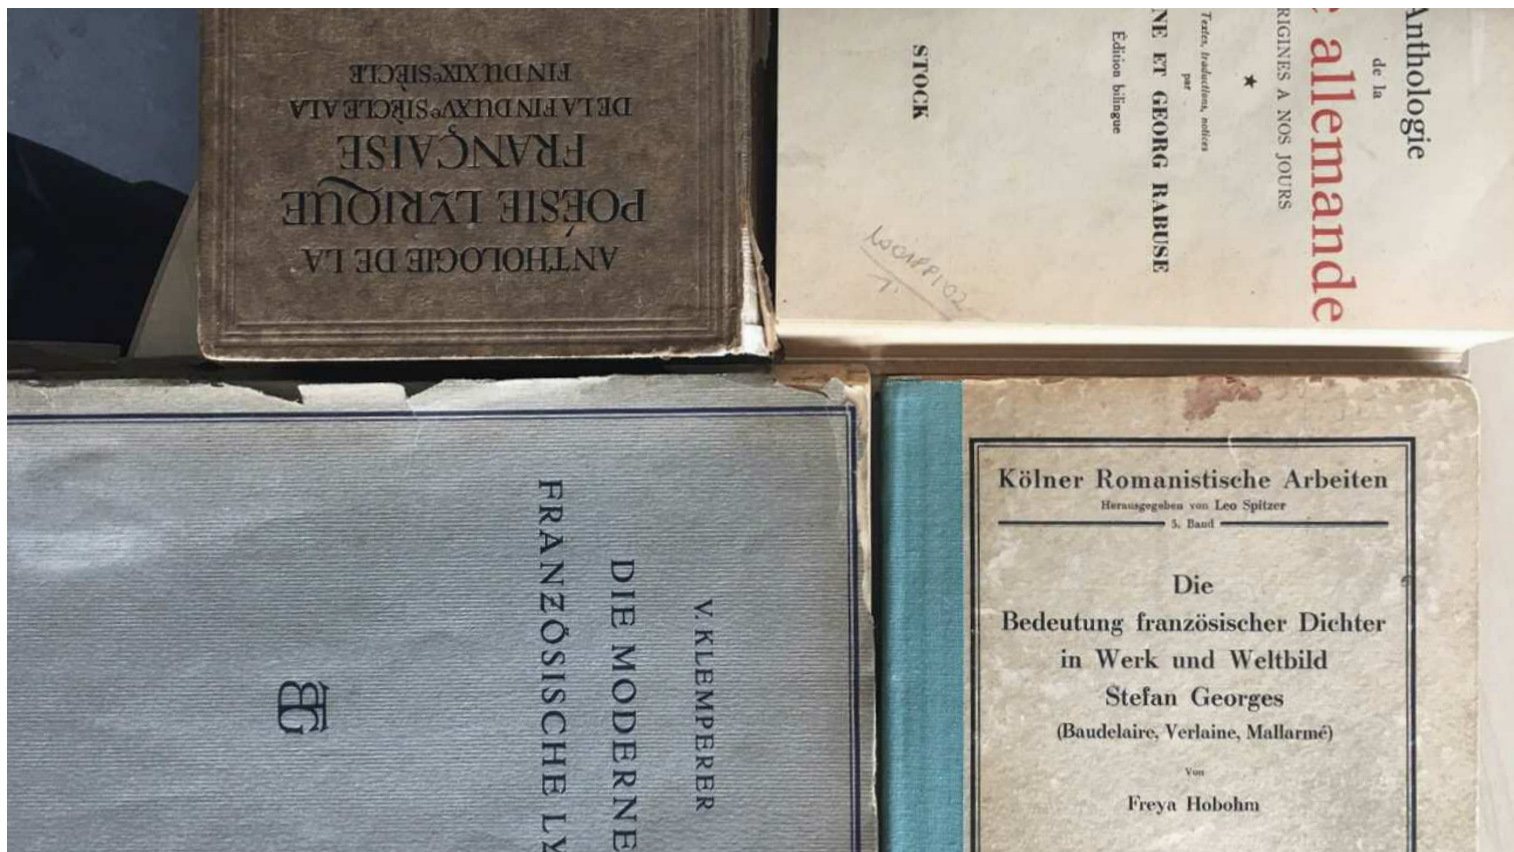 ANTHOLOGIE DE LA
POÉSIE LYRIQUE
FRANÇAISE
DE LA FIN DU XVe SIÈCLE A LA
FIN DU XIXe SIÈCLE
Anthologie
de la
allemande
RIGINES A NOS JOURS
★
Textes, traductions, notices
par
NE ET GEORG RABUSE
Édition bilingue
STOCK
V. KLEMPERER
DIE MODERNE
FRANZÖSISCHE LY
Kölner Romanistische Arbeiten
Herausgegeben von Leo Spitzer
5. Band
Die
Bedeutung französischer Dichter
in Werk und Weltbild
Stefan Georges
(Baudelaire, Verlaine, Mallarmé)
Von
Freya Hobohm